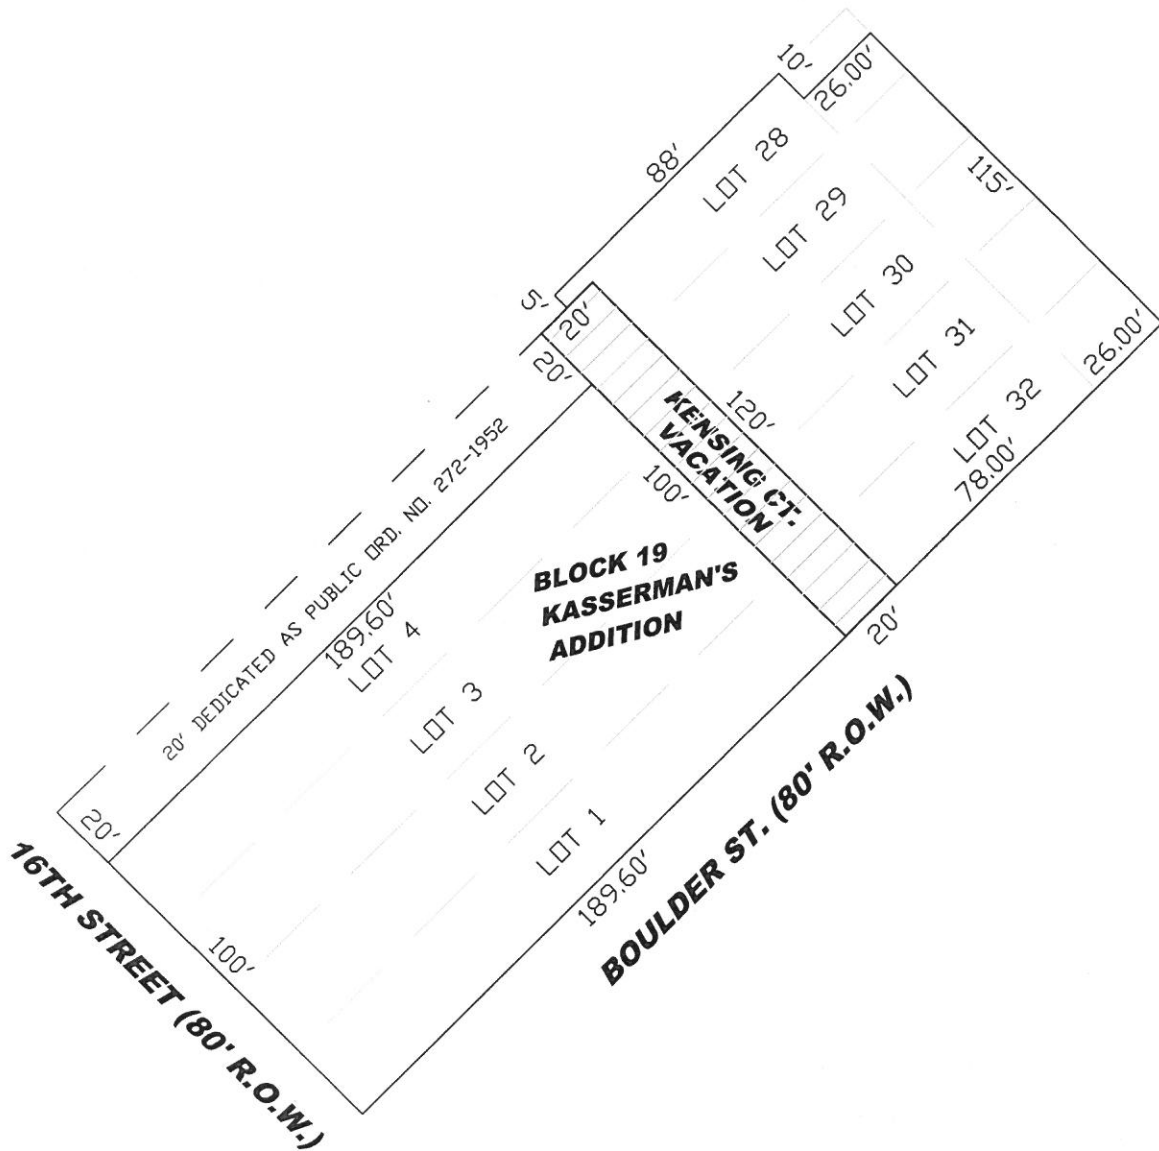 10'
26.00'
88'
LOT 28
115'
LOT 29
LOT 30
5'
20'
LOT 31
26.00'
20'
LOT 32
120'
KENSING CT.
VACATION
78.00'
100'
20' DEDICATED AS PUBLIC ORD. NO. 272-1952
BLOCK 19
KASSERMAN'S
ADDITION
189.60'
20'
LOT 4
LOT 3
LOT 2
LOT 1
20'
189.60'
BOULDER ST. (80' R.O.W.)
100'
16TH STREET (80' R.O.W.)